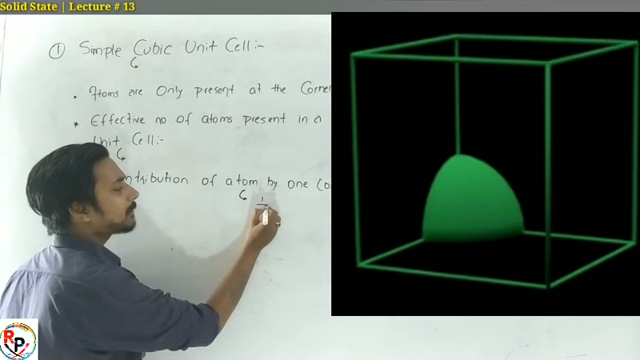 Solid State | Lecture # 13
① Simple Cubic Unit Cell:-
• Atoms are Only present at the Corne
• Effective no of atoms present in a
Unit Cell:-
ntribution of atom by one Co
1
RP